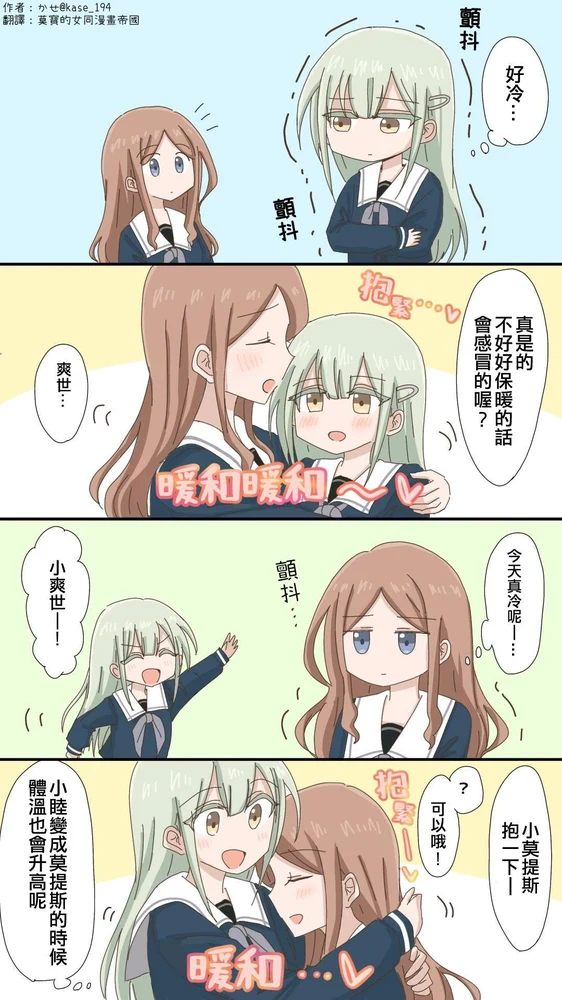 作者：かせ@kase_194
翻譯：莫寶的女同漫畫帝國
好冷…
顫抖
顫抖
抱緊…
真是的
不好好保暖的話
會感冒的喔？
爽世…
暖和暖和～
今天真冷呢—…
顫抖…
小爽世—！
小莫提斯
抱一下—
抱緊—
？
可以哦！
小睦變成莫提斯的時候
體溫也會升高呢
暖和…